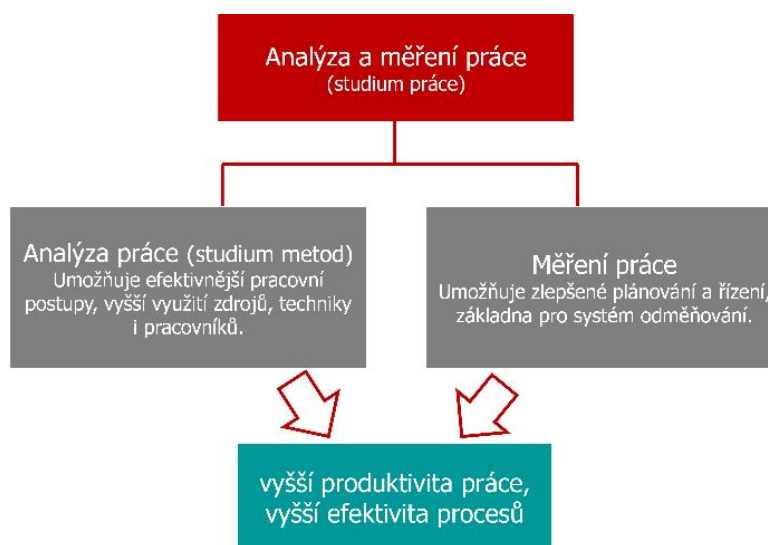 Analýza a měření práce
(studium práce)
Analýza práce (studium metod)
Umožňuje efektivnější pracovní
postupy, vyšší využití zdrojů, techniky
i pracovníků.
Měření práce
Umožňuje zlepšené plánování a řízení,
základna pro systém odměňování.
vyšší produktivita práce,
vyšší efektivita procesů